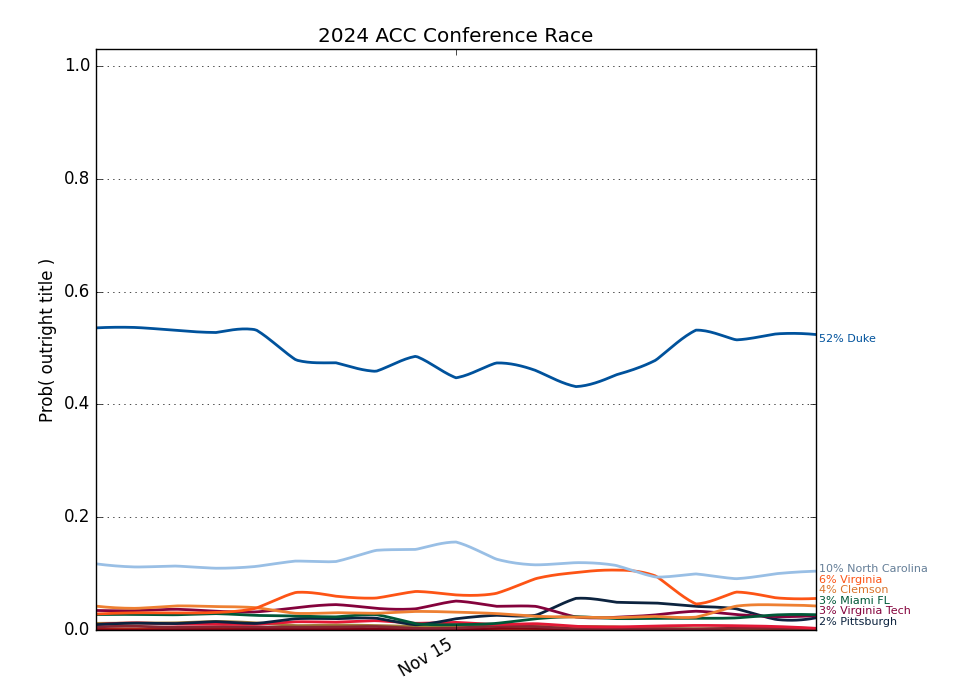 2024 ACC Conference Race
Prob( outright title )
1.0
0.8
0.6
0.4
0.2
0.0
Nov 15
52% Duke
10% North Carolina
6% Virginia
4% Clemson
3% Miami FL
3% Virginia Tech
2% Pittsburgh